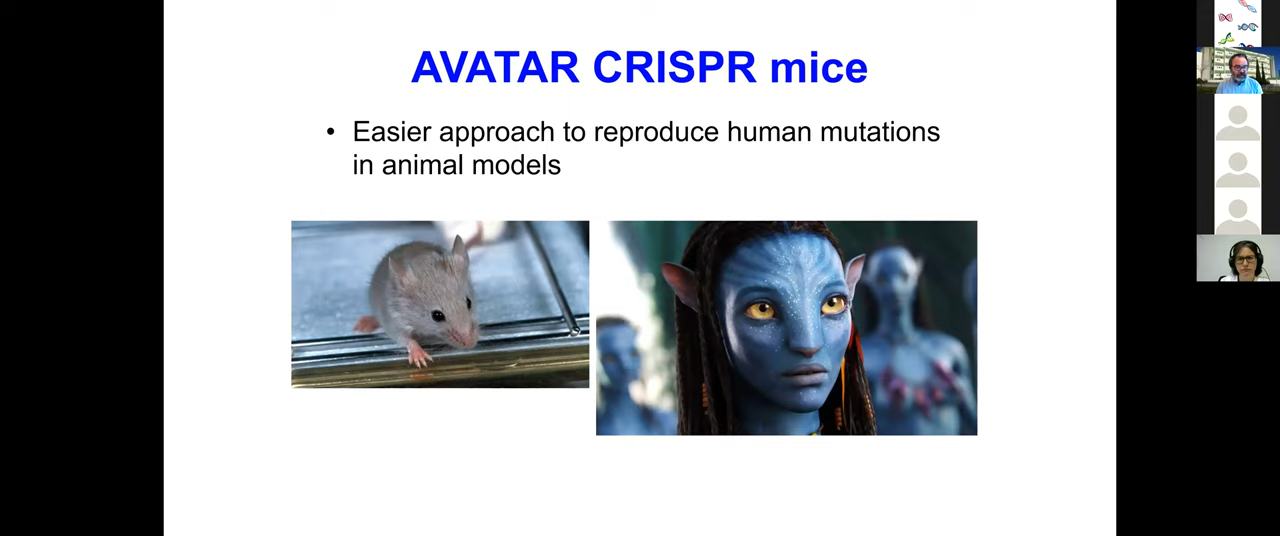 AVATAR CRISPR mice
• Easier approach to reproduce human mutations
in animal models